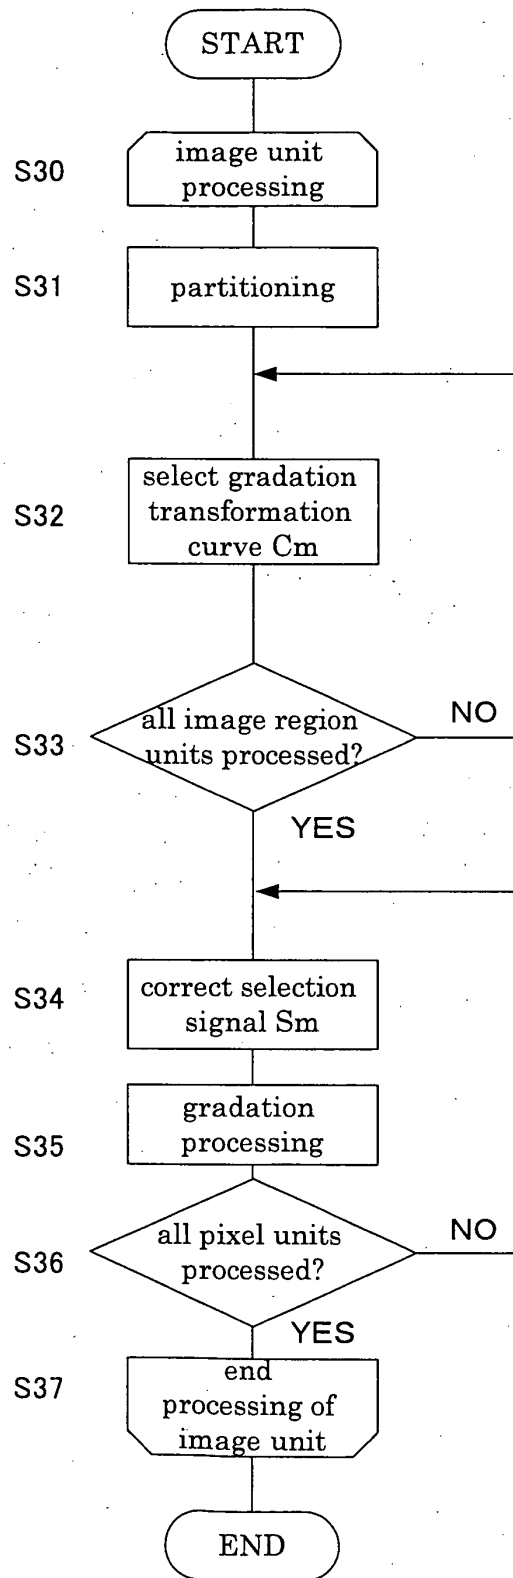 START
S30
image unit
processing
S31
partitioning
S32
select gradation
transformation
curve Cm
S33
all image region
units processed?
NO
YES
S34
correct selection
signal Sm
S35
gradation
processing
S36
all pixel units
processed?
NO
YES
S37
end
processing of
image unit
END